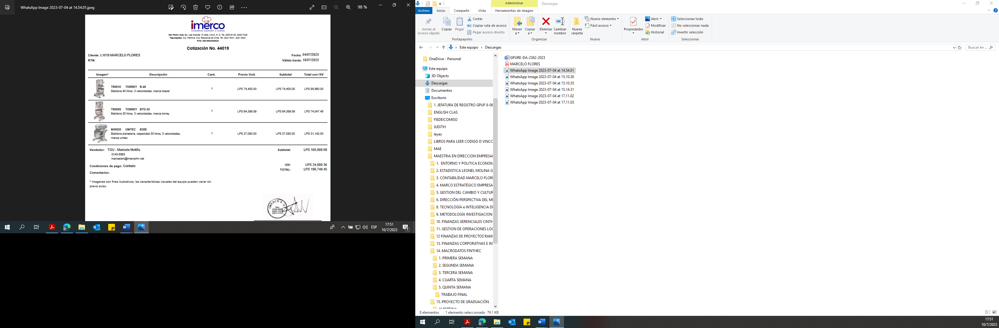 WhatsApp Image 2023-07-04 at 14.54.01.jpeg
98 %
imerco
FOODSERVICE EQUIPMENT & SUPPLIES
San Pedro Sula, Bo. Las Acacias 12 calle, 2 ave. N. O. Tel. 2553-6180, 2552-7025
Tegucigalpa, Col. Palmira, Ave. República de Chile. Tel. 2221-5031, 2221-5021
RTN: 05019002058622
Cotización No. 44019
Cliente: L1019 MARCELO FLORES
Fecha: 04/07/2023
RTN:
Válido hasta: 18/07/2023
Imagen* Descripción Cant. Precio Unit. Subtotal Total con ISV
TR0010 TORREY B-46
Batidora 40 litros, 3 velocidades, marca blazer
1 LPS 74,400.00 LPS 74,400.00 LPS 85,560.00
TR0009 TORREY BTO-30
Batidora 30 litros, 3 velocidades, marca torrey
1 LPS 64,389.09 LPS 64,389.09 LPS 74,047.45
NX0030 UNITEC B30E
Batidora planetaria, capacidad 30 litros, 3 velocidades,
marca unitec
1 LPS 27,080.00 LPS 27,080.00 LPS 31,142.00
Vendedor: TGU - Maricela Motiño
3143-5563
maricelam@imercohn.net
Subtotal: LPS 165,869.09
Condiciones de pago: Contado
ISV: LPS 24,880.36
TOTAL: LPS 190,749.45
Comentarios:
* Imagenes con fines ilustrativos, las características visuales del equipo pueden variar sin
previo aviso.
IMERCO S. A.
TEL:
ESP
17:51
10/7/2023
1
Administrar
Descargas
Archivo Inicio Compartir Vista Herramientas de imagen
Anclar al
Acceso rápido
Copiar
Pegar
Cortar
Copiar ruta de acceso
Pegar acceso directo
Portapapeles
Mover
a
Copiar
a
Eliminar
Cambiar
nombre
Organizar
Nueva
carpeta
Nuevo elemento
Fácil acceso
Nuevo
Propiedades
Abrir
Modificar
Historial
Abrir
Seleccionar todo
No seleccionar nada
Invertir selección
Seleccionar
Este equipo > Descargas
Buscar en ...
OneDrive - Personal
Este equipo
3D Objects
Descargas
Documentos
Escritorio
1. JEFATURA DE REGISTRO GPUF 8-06
ENGLISH CLAS
FIEDEICOMISO
JUDITH
leyes
LIBROS PARA LEER CODIGO D VINCC
MAE
MAESTRIA EN DIRECCION EMPRESAI
1. ENTORNO Y POLITICA ECONOM
2. ESTADISTICA LEONEL MOLINA G
3. CONTABILIDAD MARCELO FLORI
4. MARCO ESTRATÉGICO EMPRESA
5. GESTION DEL CAMBIO Y CULTUR
6. DIRECCIÓN PERSPECTIVA DEL MI
8. TECNOLOGÍA e INTELIGENCIA DI
9. METODOLOGÍA INVESTIGACION
10. FINANZAS GERENCIALES CINTH
11. GESTION DE OPERACIONES LOG
12 FINANZAS DE PROYECTOS RAM
13. FINANZAS CORPORATIVAS E IN
14. MACRODATOS FINTHEC
1. PRIMERA SEMANA
2. SEGUNDA SEMANA
3. TERCERA SEMANA
4. CUARTA SEMANA
5. QUINTA SEMANA
TRABAJO FINAL
15. PROYECTO DE GRADUACIÓN
ALBERTINA
GPURE-DA-2362-2023
MARCELO FLORES
WhatsApp Image 2023-07-04 at 14.54.01
WhatsApp Image 2023-07-04 at 15.10.30
WhatsApp Image 2023-07-04 at 15.10.35
WhatsApp Image 2023-07-04 at 15.14.31
WhatsApp Image 2023-07-04 at 17.11.02
WhatsApp Image 2023-07-04 at 17.11.03
8 elementos 1 elemento seleccionado 79.1 KB
17:51
10/7/2023